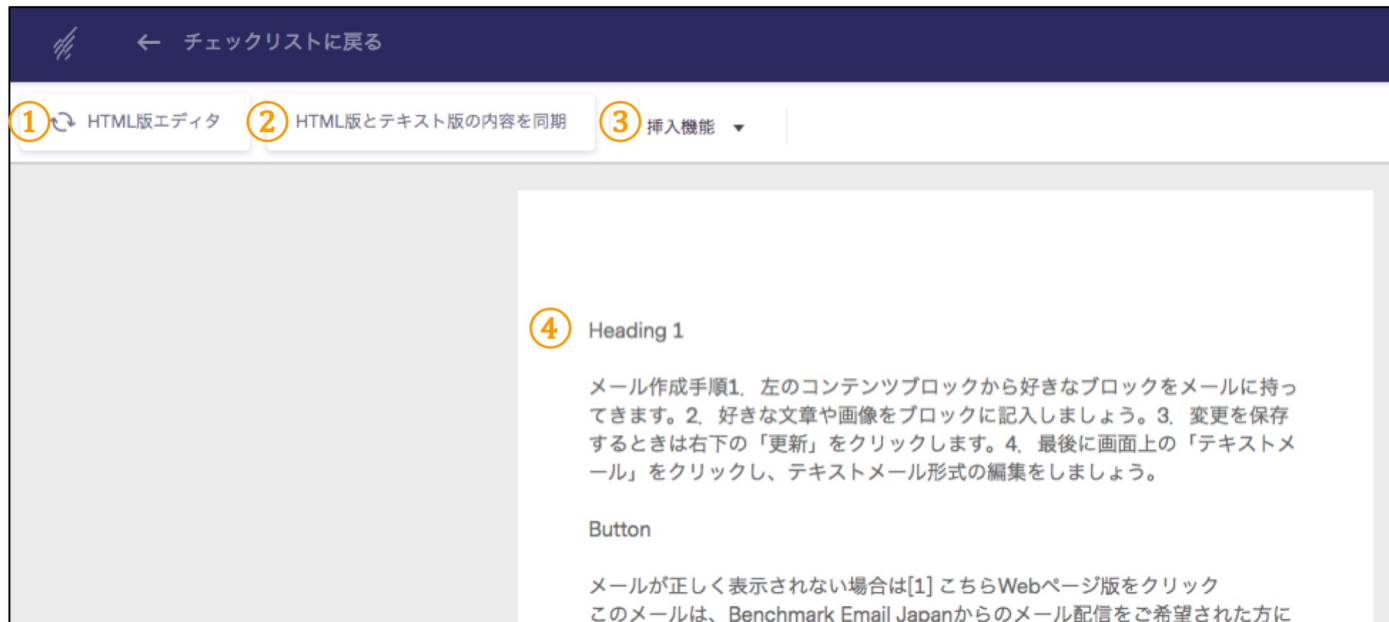 ← チェックリストに戻る
① HTML版エディタ ② HTML版とテキスト版の内容を同期 ③ 挿入機能 ▼
④ Heading 1
メール作成手順1．左のコンテンツブロックから好きなブロックをメールに持っ
てきます。2．好きな文章や画像をブロックに記入しましょう。3．変更を保存
するときは右下の「更新」をクリックします。4．最後に画面上の「テキストメ
ール」をクリックし、テキストメール形式の編集をしましょう。
Button
メールが正しく表示されない場合は[1] こちらWebページ版をクリック
このメールは、Benchmark Email Japanからのメール配信をご希望された方に